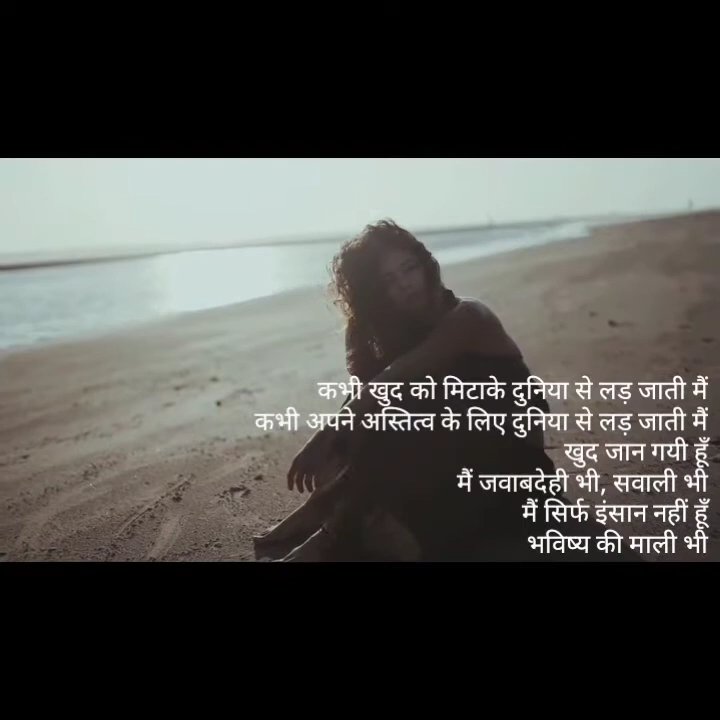 कभी खुद को मिटाके दुनिया से लड़ जाती मैं
कभी अपने अस्तित्व के लिए दुनिया से लड़ जाती मैं
खुद जान गयी हूँ
मैं जवाबदेही भी, सवाली भी
मैं सिर्फ इंसान नहीं हूँ
भविष्य की माली भी